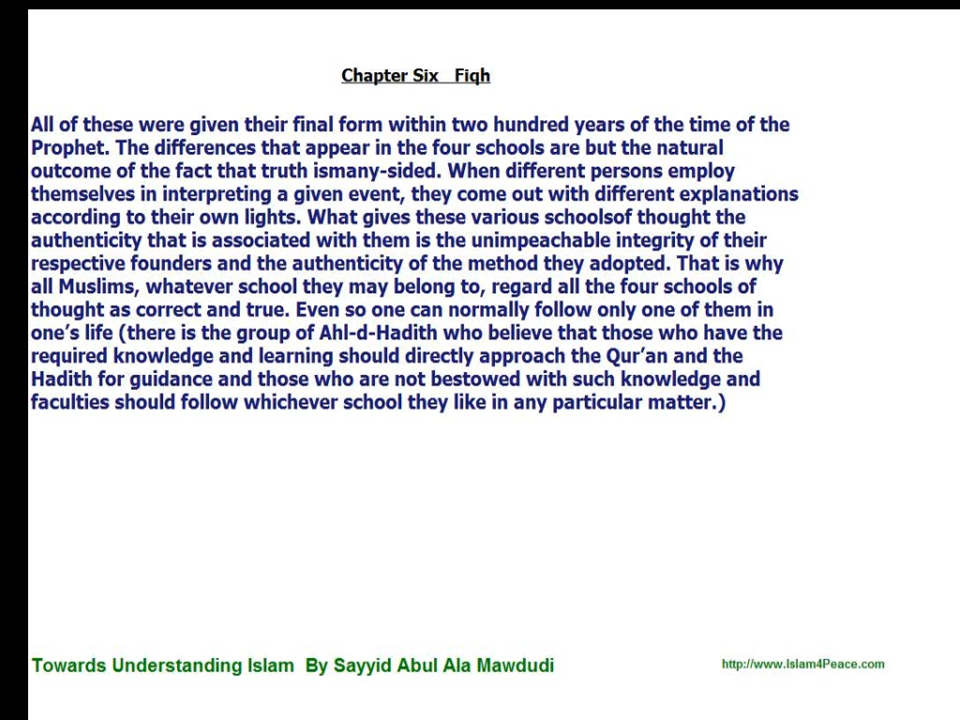 Chapter Six Fiqh
All of these were given their final form within two hundred years of the time of the
Prophet. The differences that appear in the four schools are but the natural
outcome of the fact that truth ismany-sided. When different persons employ
themselves in interpreting a given event, they come out with different explanations
according to their own lights. What gives these various schoolsof thought the
authenticity that is associated with them is the unimpeachable integrity of their
respective founders and the authenticity of the method they adopted. That is why
all Muslims, whatever school they may belong to, regard all the four schools of
thought as correct and true. Even so one can normally follow only one of them in
one’s life (there is the group of Ahl-d-Hadith who believe that those who have the
required knowledge and learning should directly approach the Qur’an and the
Hadith for guidance and those who are not bestowed with such knowledge and
faculties should follow whichever school they like in any particular matter.)
Towards Understanding Islam By Sayyid Abul Ala Mawdudi
http://www.Islam4Peace.com